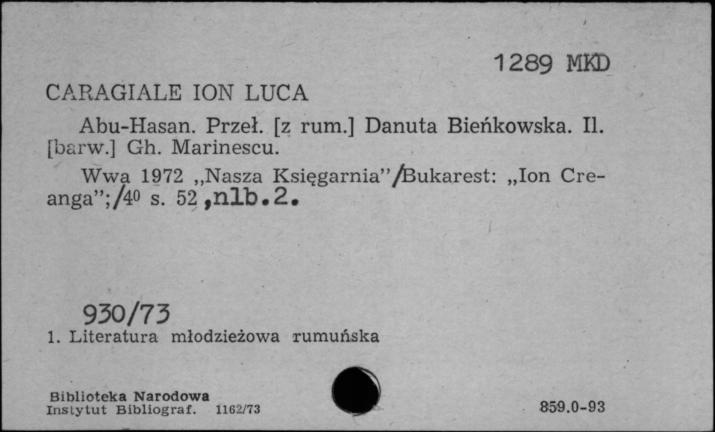 1289 MKD
CARAGIALE ION LUCA
Abu-Hasan. Przeł. [z rum.] Danuta Bieńkowska. Il.
[barw.] Gh. Marinescu.
Wwa 1972 „Nasza Księgarnia”/Bukarest: „Ion Cre-
anga”;/4⁰ s. 52,nlb.2.
930/73
1. Literatura młodzieżowa rumuńska
Biblioteka Narodowa
Instytut Bibliograf. 1162/73
859.0-93